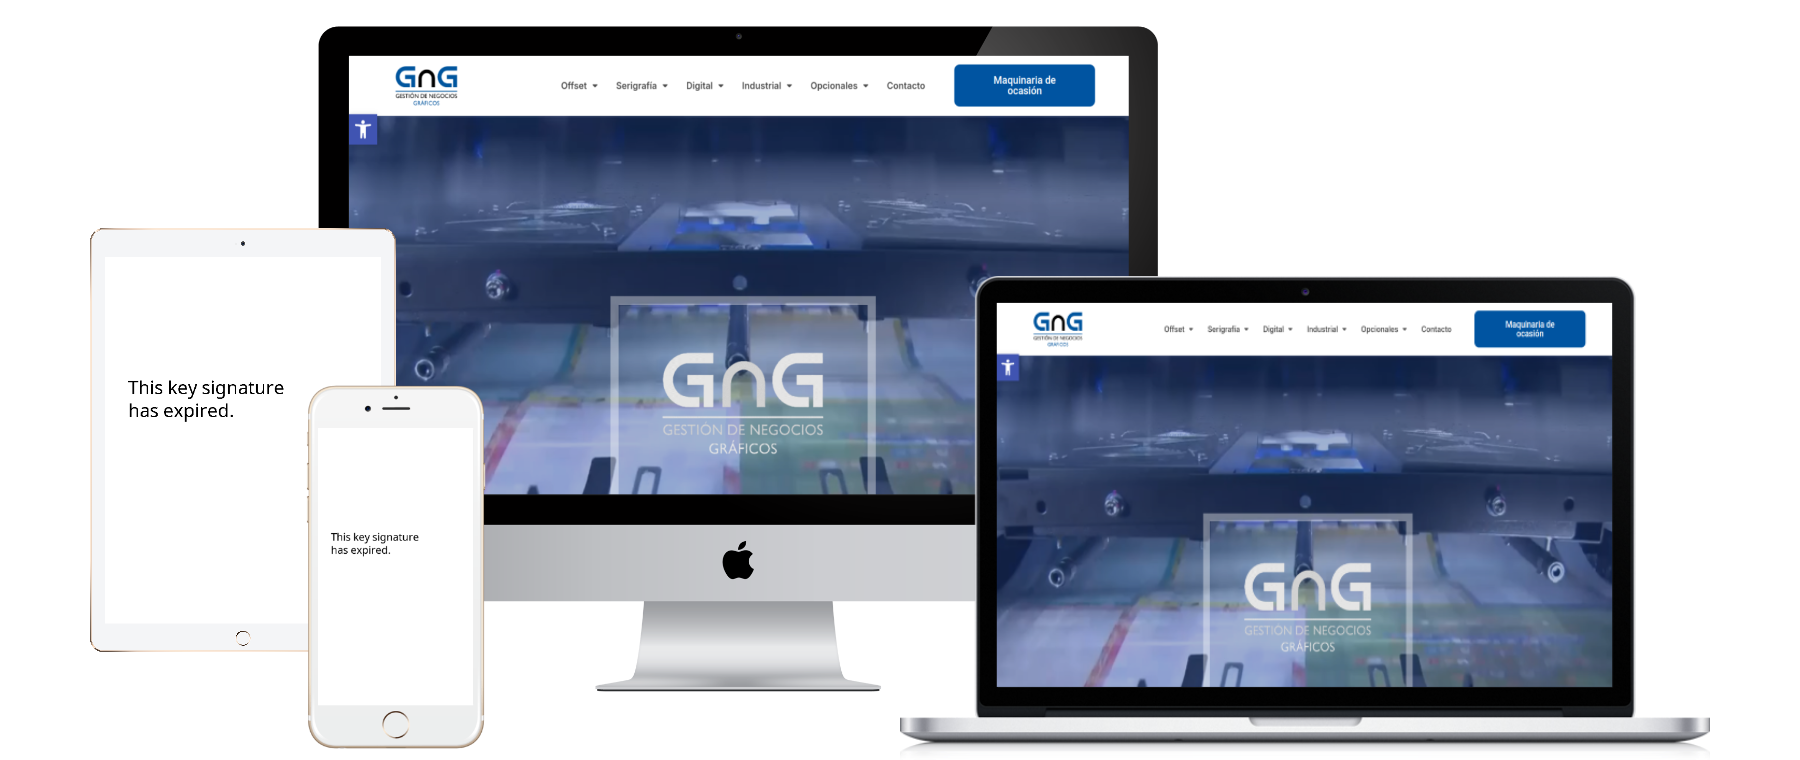 GnG
GESTIÓN DE NEGOCIOS
GRÁFICOS
Offset
Serigrafía
Digital
Industrial
Opcionales
Contacto
Maquinaria de
ocasión
GnG
GESTIÓN DE NEGOCIOS
GRÁFICOS
This key signature
has expired.
This key signature
has expired.
GnG
GESTIÓN DE NEGOCIOS
GRÁFICOS
Offset
Serigrafía
Digital
Industrial
Opcionales
Contacto
Maquinaria de
ocasión
GnG
GESTIÓN DE NEGOCIOS
GRÁFICOS